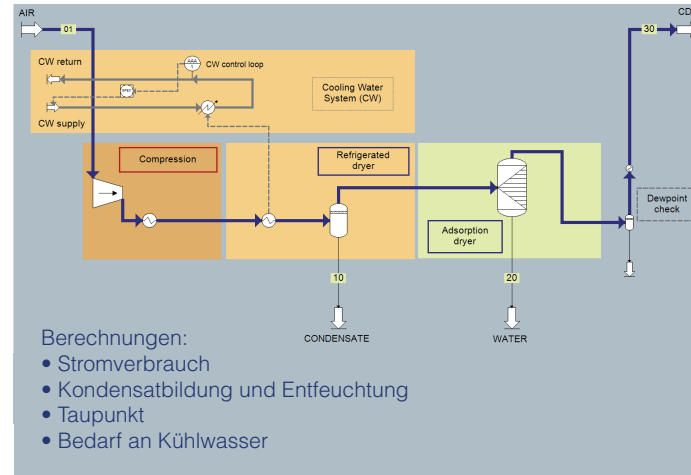 AIR
01
30
CD
CW return
CW control loop
Cooling Water
System (CW)
CW supply
Compression
Refrigerated
dryer
Adsorption
dryer
Dewpoint
check
10
20
CONDENSATE
WATER
Berechnungen:
• Stromverbrauch
• Kondensatbildung und Entfeuchtung
• Taupunkt
• Bedarf an Kühlwasser